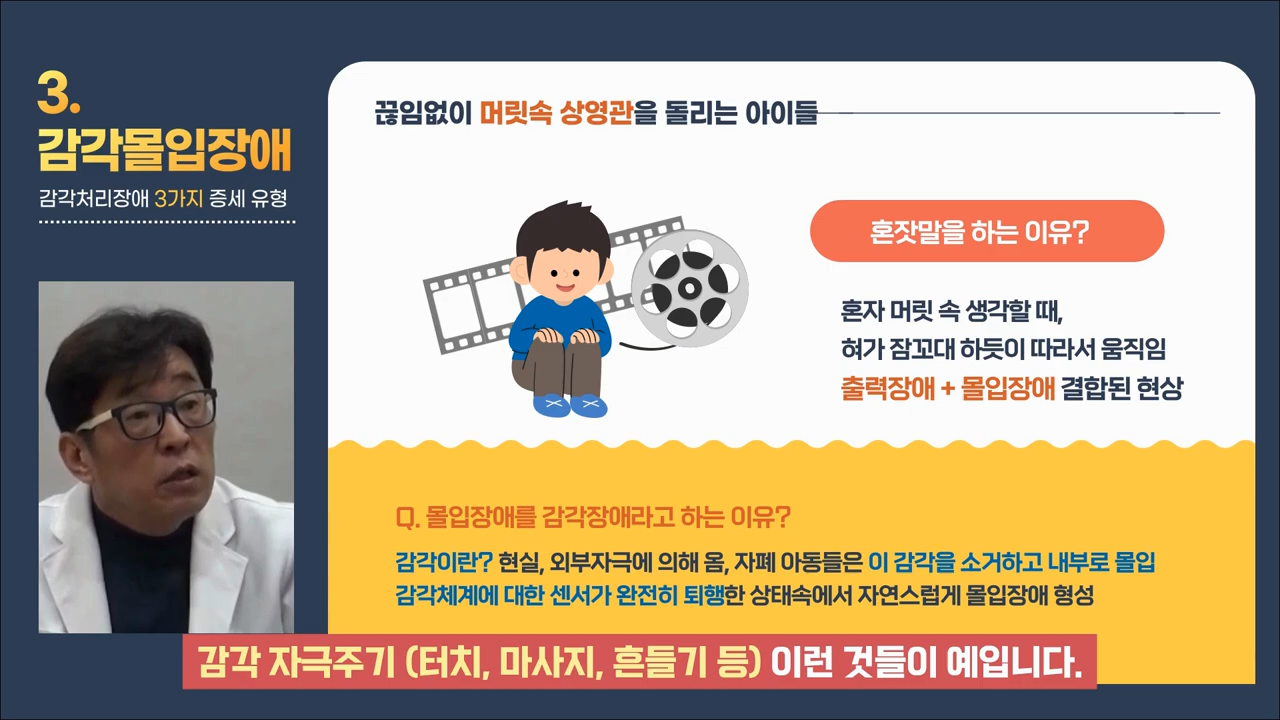 3.
감각몰입장애
감각처리장애 3가지 증세 유형
끊임없이 머릿속 상영관을 돌리는 아이들
혼잣말을 하는 이유?
혼자 머릿 속 생각할 때,
혀가 잠꼬대 하듯이 따라서 움직임
출력장애 + 몰입장애 결합된 현상
Q. 몰입장애를 감각장애라고 하는 이유?
감각이란? 현실, 외부자극에 의해 옴, 자폐 아동들은 이 감각을 소거하고 내부로 몰입
감각체계에 대한 센서가 완전히 퇴행한 상태속에서 자연스럽게 몰입장애 형성
감각 자극주기 (터치, 마사지, 흔들기 등) 이런 것들이 예입니다.